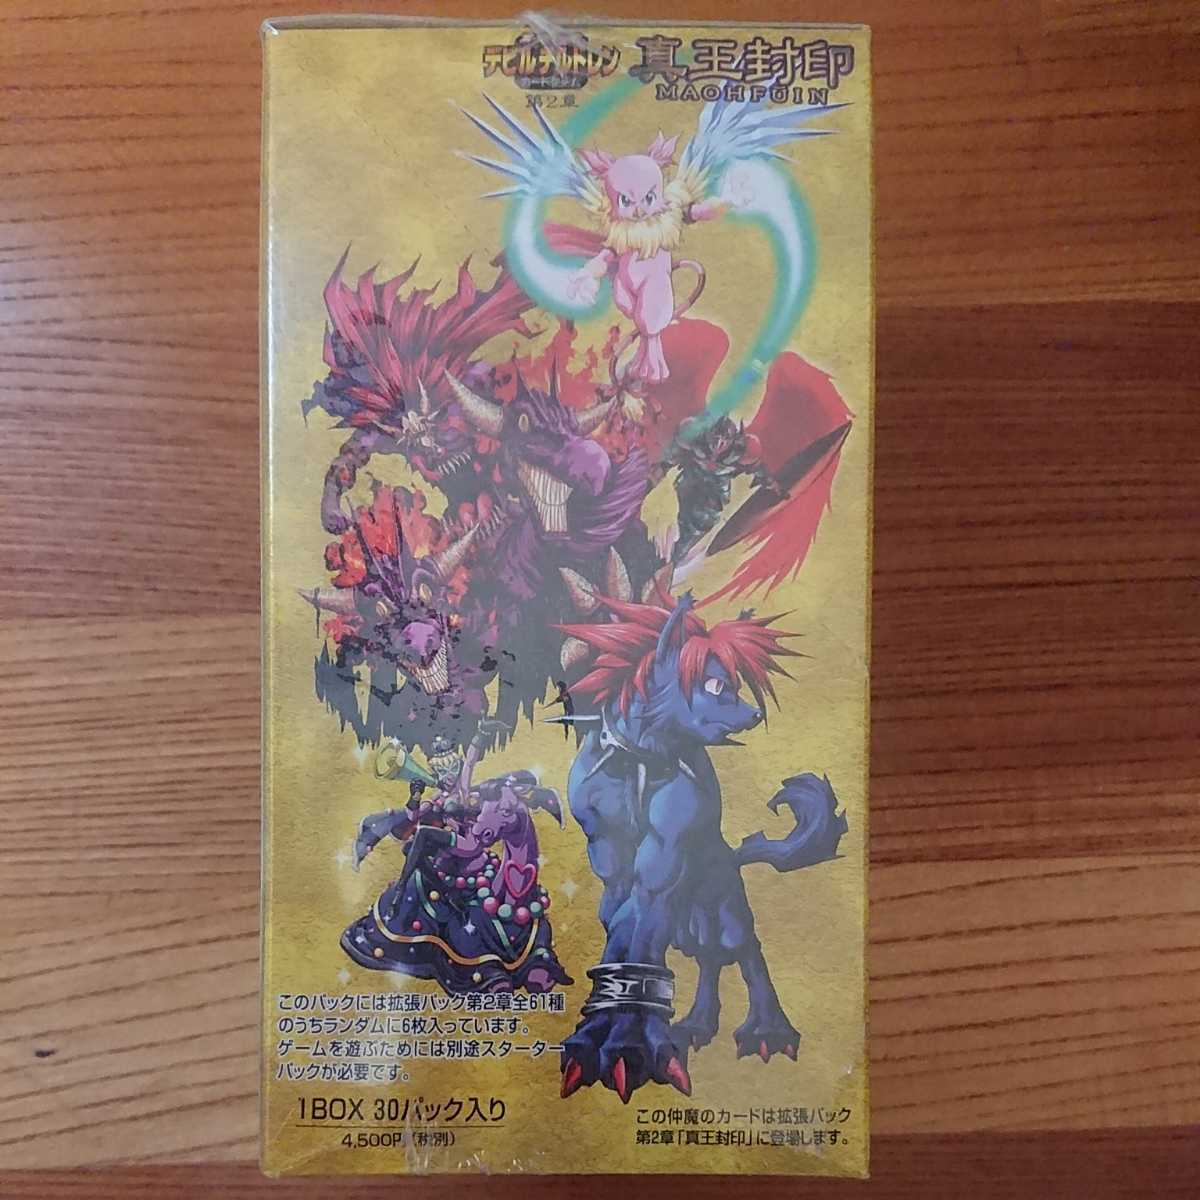 デビルチルドレン
カードゲーム
第2章
真王封印
MAOHFUIN
このパックには拡張パック第2章全61種
のうちランダムに6枚入っています。
ゲームを遊ぶためには別途スターター
パックが必要です。
1BOX 30パック入り
4,500円(税別)
この仲魔のカードは拡張パック
第2章「真王封印」に登場します。